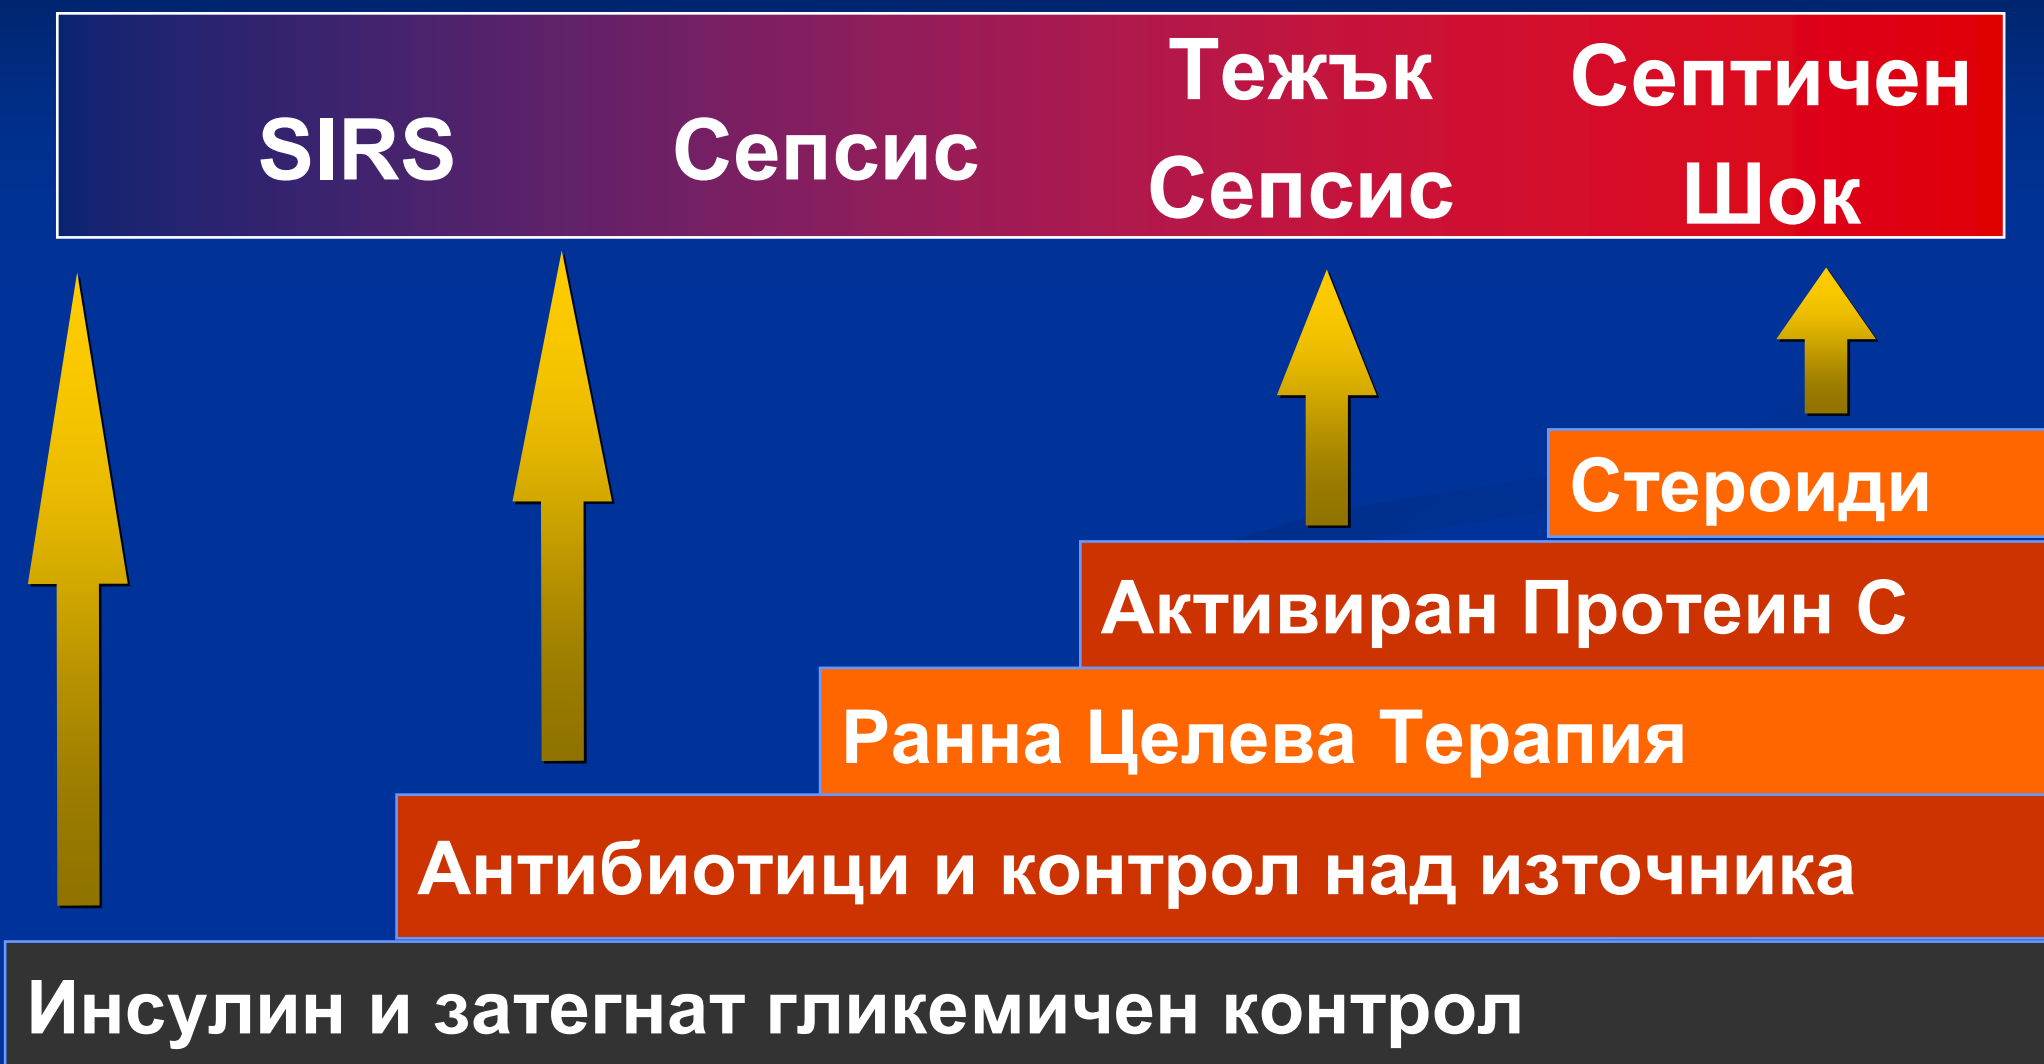 SIRS
Сепсис
Тежък
Сепсис
Септичен
Шок
Стероиди
Активиран Протеин С
Ранна Целева Терапия
Антибиотици и контрол над източника
Инсулин и затегнат гликемичен контрол